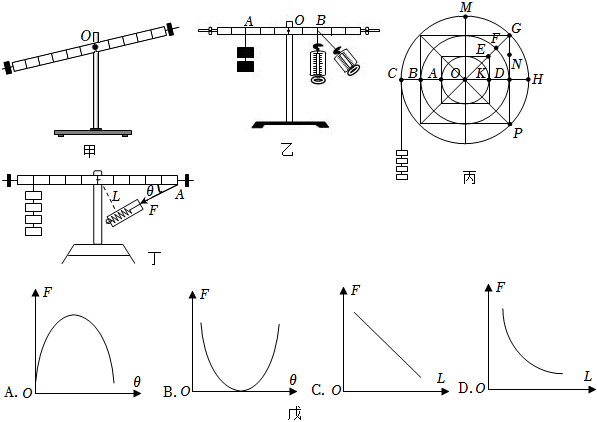 O
甲
A O B
乙
M
G
F
E
N
C B A O K D H
P
丙
L θ F A
丁
F
A. O θ
F
B. O θ
F
C. O L
F
D. O L
戊